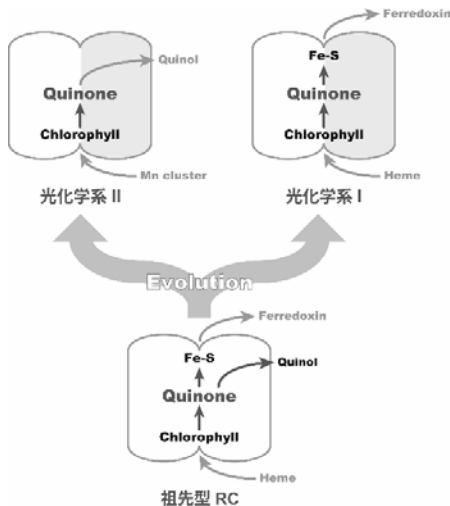 Ferredoxin
Fe-S
Quinol
Quinone
Quinone
Chlorophyll
Chlorophyll
Mn cluster
Heme
光化学系 II
光化学系 I
Evolution
Ferredoxin
Fe-S
Quinol
Quinone
Chlorophyll
Heme
祖先型 RC